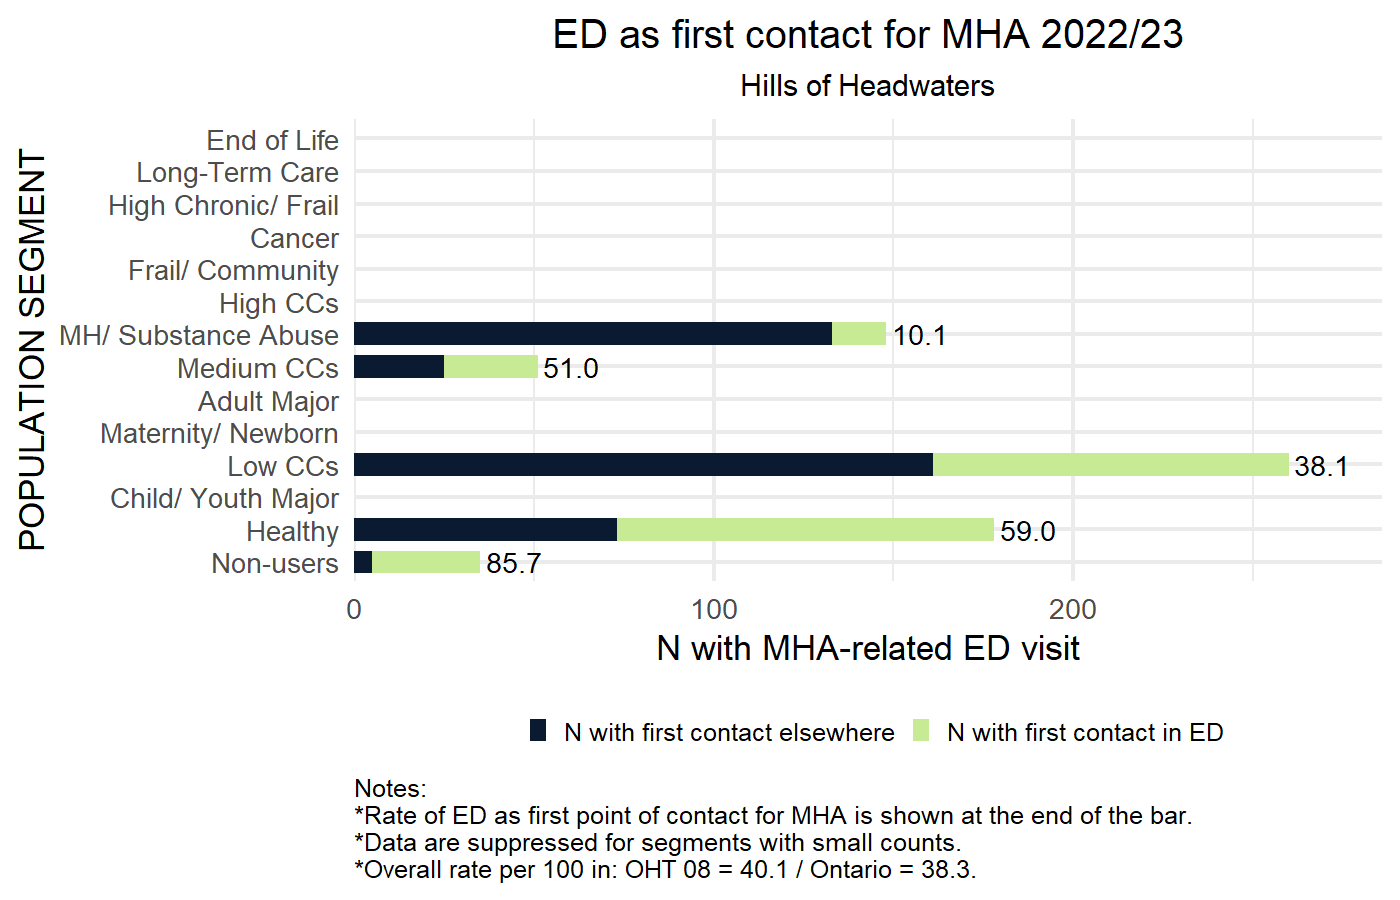 ED as first contact for MHA 2022/23
Hills of Headwaters
POPULATION SEGMENT
End of Life
Long-Term Care
High Chronic/ Frail
Cancer
Frail/ Community
High CCs
MH/ Substance Abuse 10.1
Medium CCs 51.0
Adult Major
Maternity/ Newborn
Low CCs 38.1
Child/ Youth Major
Healthy 59.0
Non-users 85.7
0 100 200
N with MHA-related ED visit
N with first contact elsewhere N with first contact in ED
Notes:
*Rate of ED as first point of contact for MHA is shown at the end of the bar.
*Data are suppressed for segments with small counts.
*Overall rate per 100 in: OHT 08 = 40.1 / Ontario = 38.3.